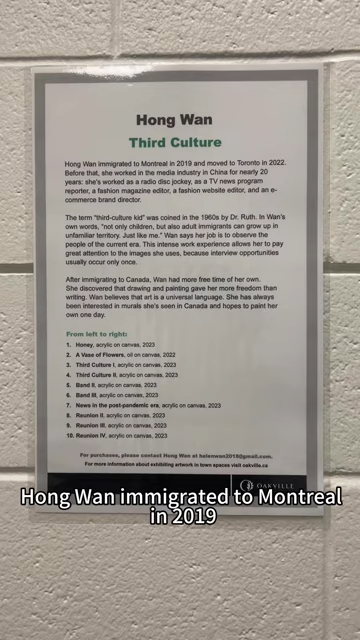 Hong Wan
Third Culture
Hong Wan immigrated to Montreal in 2019 and moved to Toronto in 2022.
Before that, she worked in the media industry in China for nearly 20
years: she's worked as a radio disc jockey, as a TV news program
reporter, a fashion magazine editor, a fashion website editor, and an e-
commerce brand director.
The term "third-culture kid" was coined in the 1960s by Dr. Ruth. In Wan's
own words, "not only children, but also adult immigrants can grow up in
unfamiliar territory. Just like me." Wan says her job is to observe the
people of the current era. This intense work experience allows her to pay
great attention to the images she uses, because interview opportunities
usually occur only once.
After immigrating to Canada, Wan had more free time of her own.
She discovered that drawing and painting gave her more freedom than
writing. Wan believes that art is a universal language. She has always
been interested in murals she's seen in Canada and hopes to paint her
own one day.
From left to right:
1. Honey, acrylic on canvas, 2023
2. A Vase of Flowers, oil on canvas, 2022
3. Third Culture I, acrylic on canvas, 2023
4. Third Culture II, acrylic on canvas, 2023
5. Band II, acrylic on canvas, 2023
6. Band III, acrylic on canvas, 2023
7. News in the post-pandemic era, acrylic on canvas, 2023
8. Reunion II, acrylic on canvas, 2023
9. Reunion III, acrylic on canvas, 2023
10. Reunion IV, acrylic on canvas, 2023
For purchases, please contact Hong Wan at helenwan2618@gmail.com.
For more information about exhibiting artwork in town spaces visit oakville.ca
OAKVILLE
Hong Wan immigrated to Montreal
in 2019